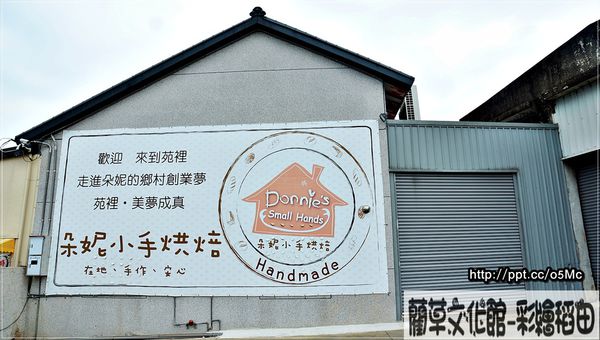 歡迎　來到苑裡
走進朵妮的鄉村創業夢
苑裡・美夢成真
朵妮小手烘焙
在地、手作、安心
Donnie's
Small Hands
朵妮小手烘焙
Handmade
http://ppt.cc/o5Mc
藺草文化館-彩繪稻田